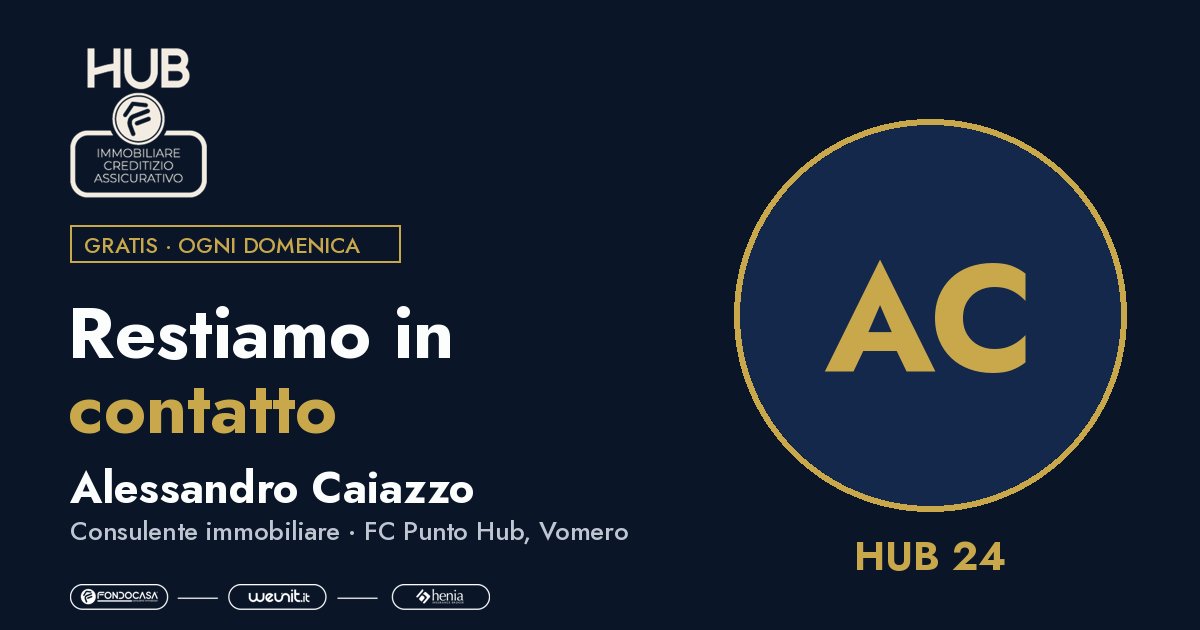 HUB
IMMOBILIARE
CREDITIZIO
ASSICURATIVO
GRATIS · OGNI DOMENICA
Restiamo in
contatto
Alessandro Caiazzo
Consulente immobiliare · FC Punto Hub, Vomero
AC
HUB 24
FONDOCASA
weunit.it
henia